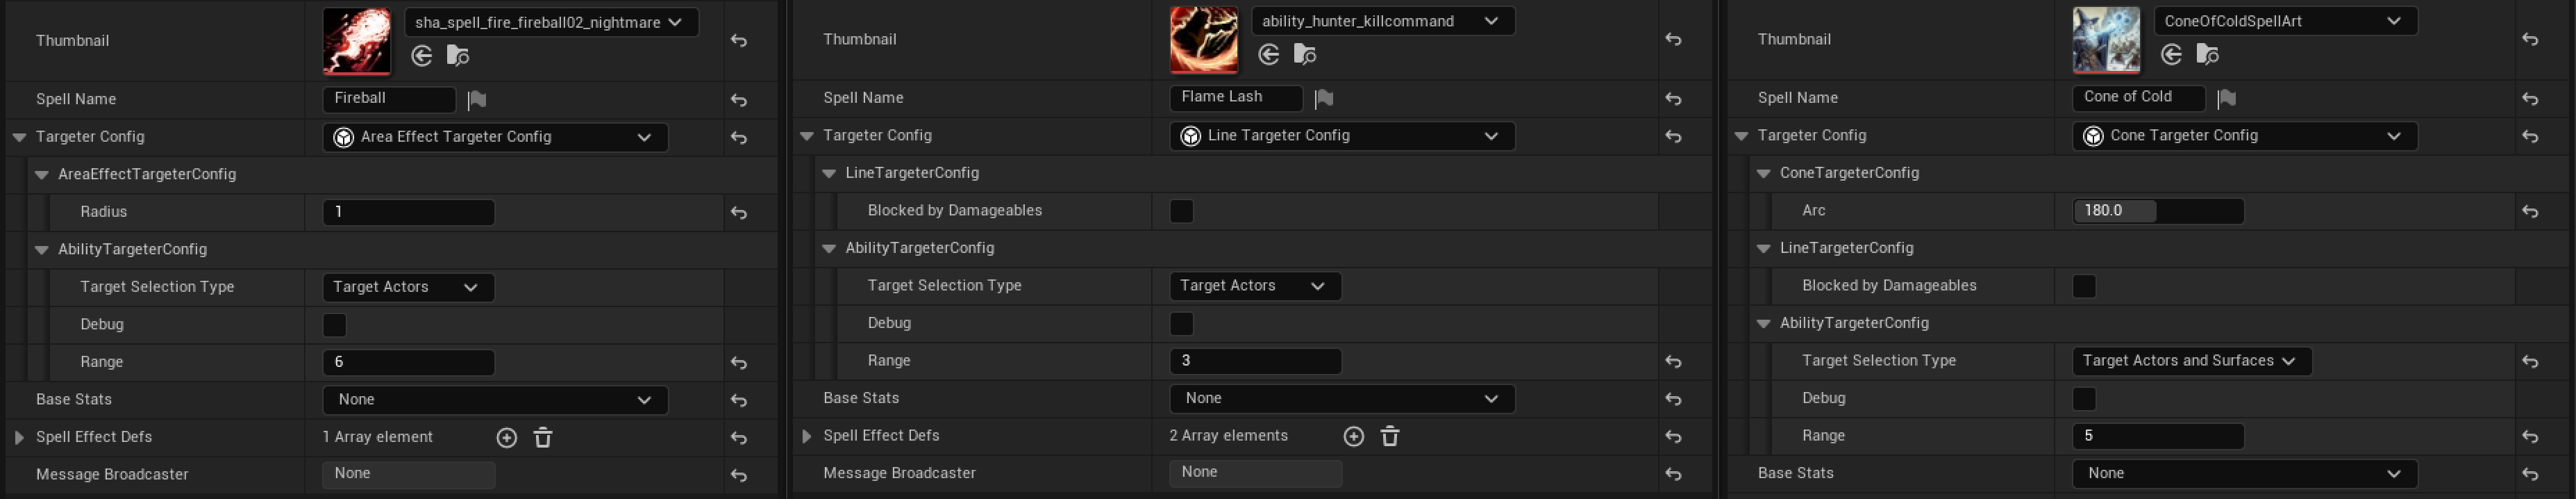 Thumbnail
sha_spell_fire_fireball02_nightmare
Spell Name
Fireball
Targeter Config
Area Effect Targeter Config
AreaEffectTargeterConfig
Radius
1
AbilityTargeterConfig
Target Selection Type
Target Actors
Debug
Range
6
Base Stats
None
Spell Effect Defs
1 Array element
Message Broadcaster
None
Thumbnail
ability_hunter_killcommand
Spell Name
Flame Lash
Targeter Config
Line Targeter Config
LineTargeterConfig
Blocked by Damageables
AbilityTargeterConfig
Target Selection Type
Target Actors
Debug
Range
3
Base Stats
None
Spell Effect Defs
2 Array elements
Message Broadcaster
None
Thumbnail
ConeOfColdSpellArt
Spell Name
Cone of Cold
Targeter Config
Cone Targeter Config
ConeTargeterConfig
Arc
180.0
LineTargeterConfig
Blocked by Damageables
AbilityTargeterConfig
Target Selection Type
Target Actors and Surfaces
Debug
Range
5
Base Stats
None